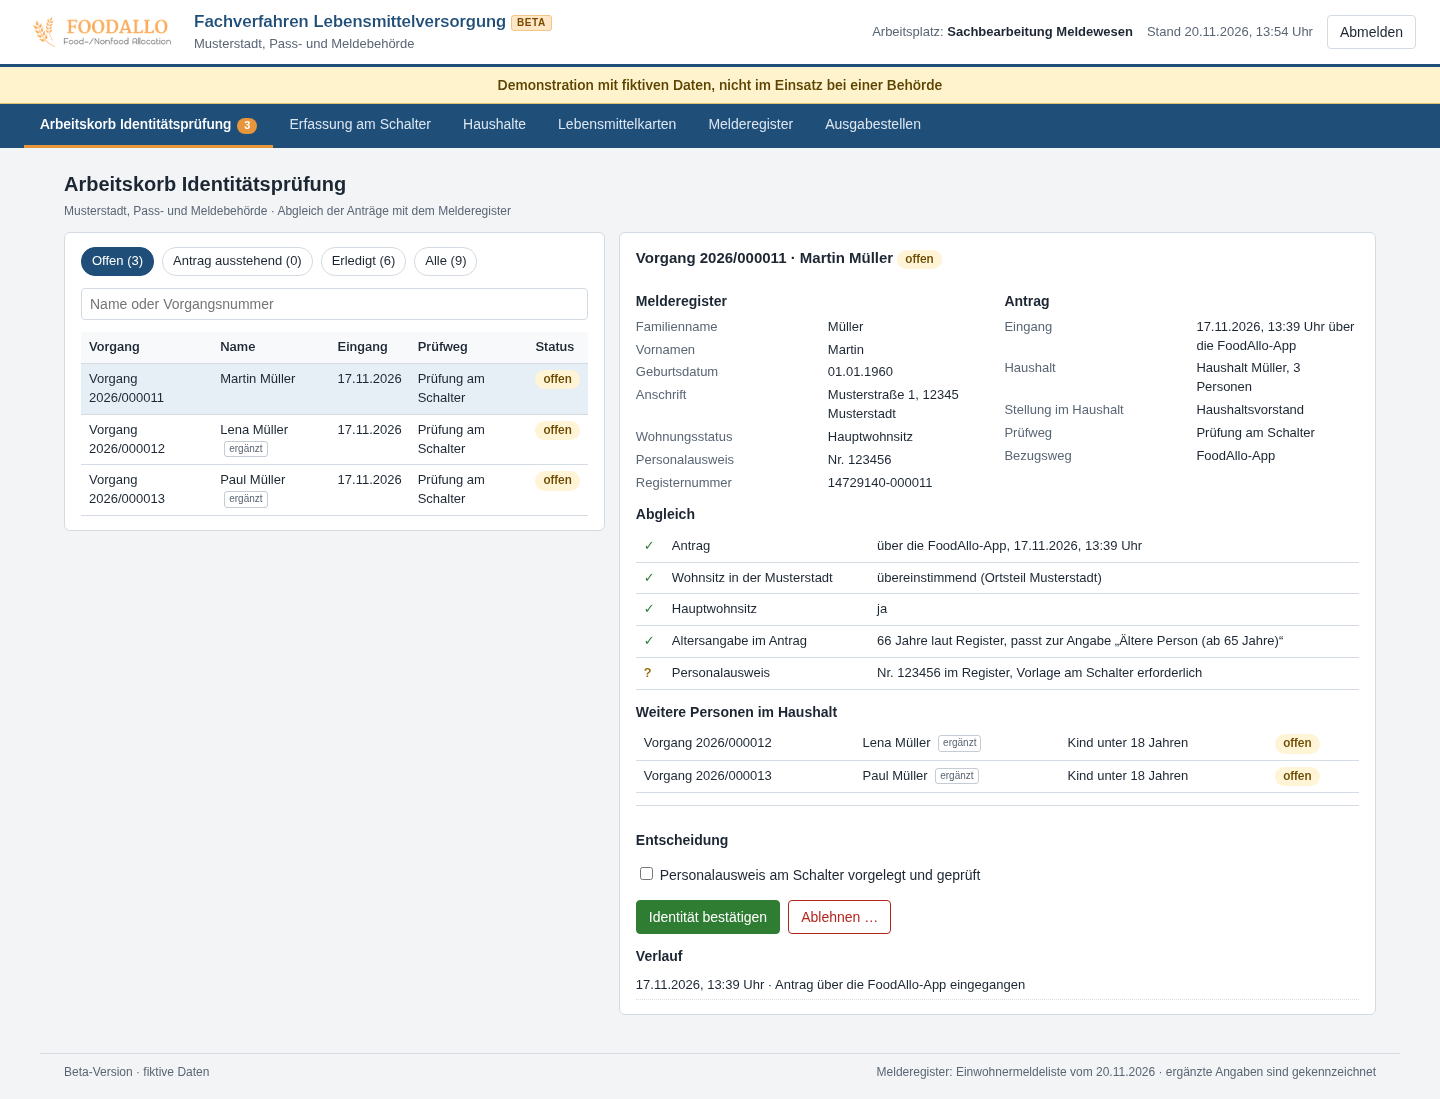 FOODALLO
Food-/Nonfood Allocation
Fachverfahren Lebensmittelversorgung BETA
Musterstadt, Pass- und Meldebehörde
Arbeitsplatz: Sachbearbeitung Meldewesen Stand 20.11.2026, 13:54 Uhr Abmelden
Demonstration mit fiktiven Daten, nicht im Einsatz bei einer Behörde
Arbeitskorb Identitätsprüfung 3 Erfassung am Schalter Haushalte Lebensmittelkarten Melderegister Ausgabestellen
Arbeitskorb Identitätsprüfung
Musterstadt, Pass- und Meldebehörde · Abgleich der Anträge mit dem Melderegister
Offen (3) Antrag ausstehend (0) Erledigt (6) Alle (9)
Name oder Vorgangsnummer
Vorgang Name Eingang Prüfweg Status
Vorgang Martin Müller 17.11.2026 Prüfung am offen
2026/000011 Schalter
Vorgang Lena Müller 17.11.2026 Prüfung am offen
2026/000012 ergänzt Schalter
Vorgang Paul Müller 17.11.2026 Prüfung am offen
2026/000013 ergänzt Schalter
Vorgang 2026/000011 · Martin Müller offen
Melderegister
Familienname Müller
Vornamen Martin
Geburtsdatum 01.01.1960
Anschrift Musterstraße 1, 12345
Musterstadt
Wohnungsstatus Hauptwohnsitz
Personalausweis Nr. 123456
Registernummer 14729140-000011
Antrag
Eingang 17.11.2026, 13:39 Uhr über
die FoodAllo-App
Haushalt Haushalt Müller, 3
Personen
Stellung im Haushalt Haushaltsvorstand
Prüfweg Prüfung am Schalter
Bezugsweg FoodAllo-App
Abgleich
✓ Antrag über die FoodAllo-App, 17.11.2026, 13:39 Uhr
✓ Wohnsitz in der Musterstadt übereinstimmend (Ortsteil Musterstadt)
✓ Hauptwohnsitz ja
✓ Altersangabe im Antrag 66 Jahre laut Register, passt zur Angabe „Ältere Person (ab 65 Jahre)“
? Personalausweis Nr. 123456 im Register, Vorlage am Schalter erforderlich
Weitere Personen im Haushalt
Vorgang 2026/000012 Lena Müller ergänzt Kind unter 18 Jahren offen
Vorgang 2026/000013 Paul Müller ergänzt Kind unter 18 Jahren offen
Entscheidung
Personalausweis am Schalter vorgelegt und geprüft
Identität bestätigen Ablehnen …
Verlauf
17.11.2026, 13:39 Uhr · Antrag über die FoodAllo-App eingegangen
Beta-Version · fiktive Daten
Melderegister: Einwohnermeldeliste vom 20.11.2026 · ergänzte Angaben sind gekennzeichnet